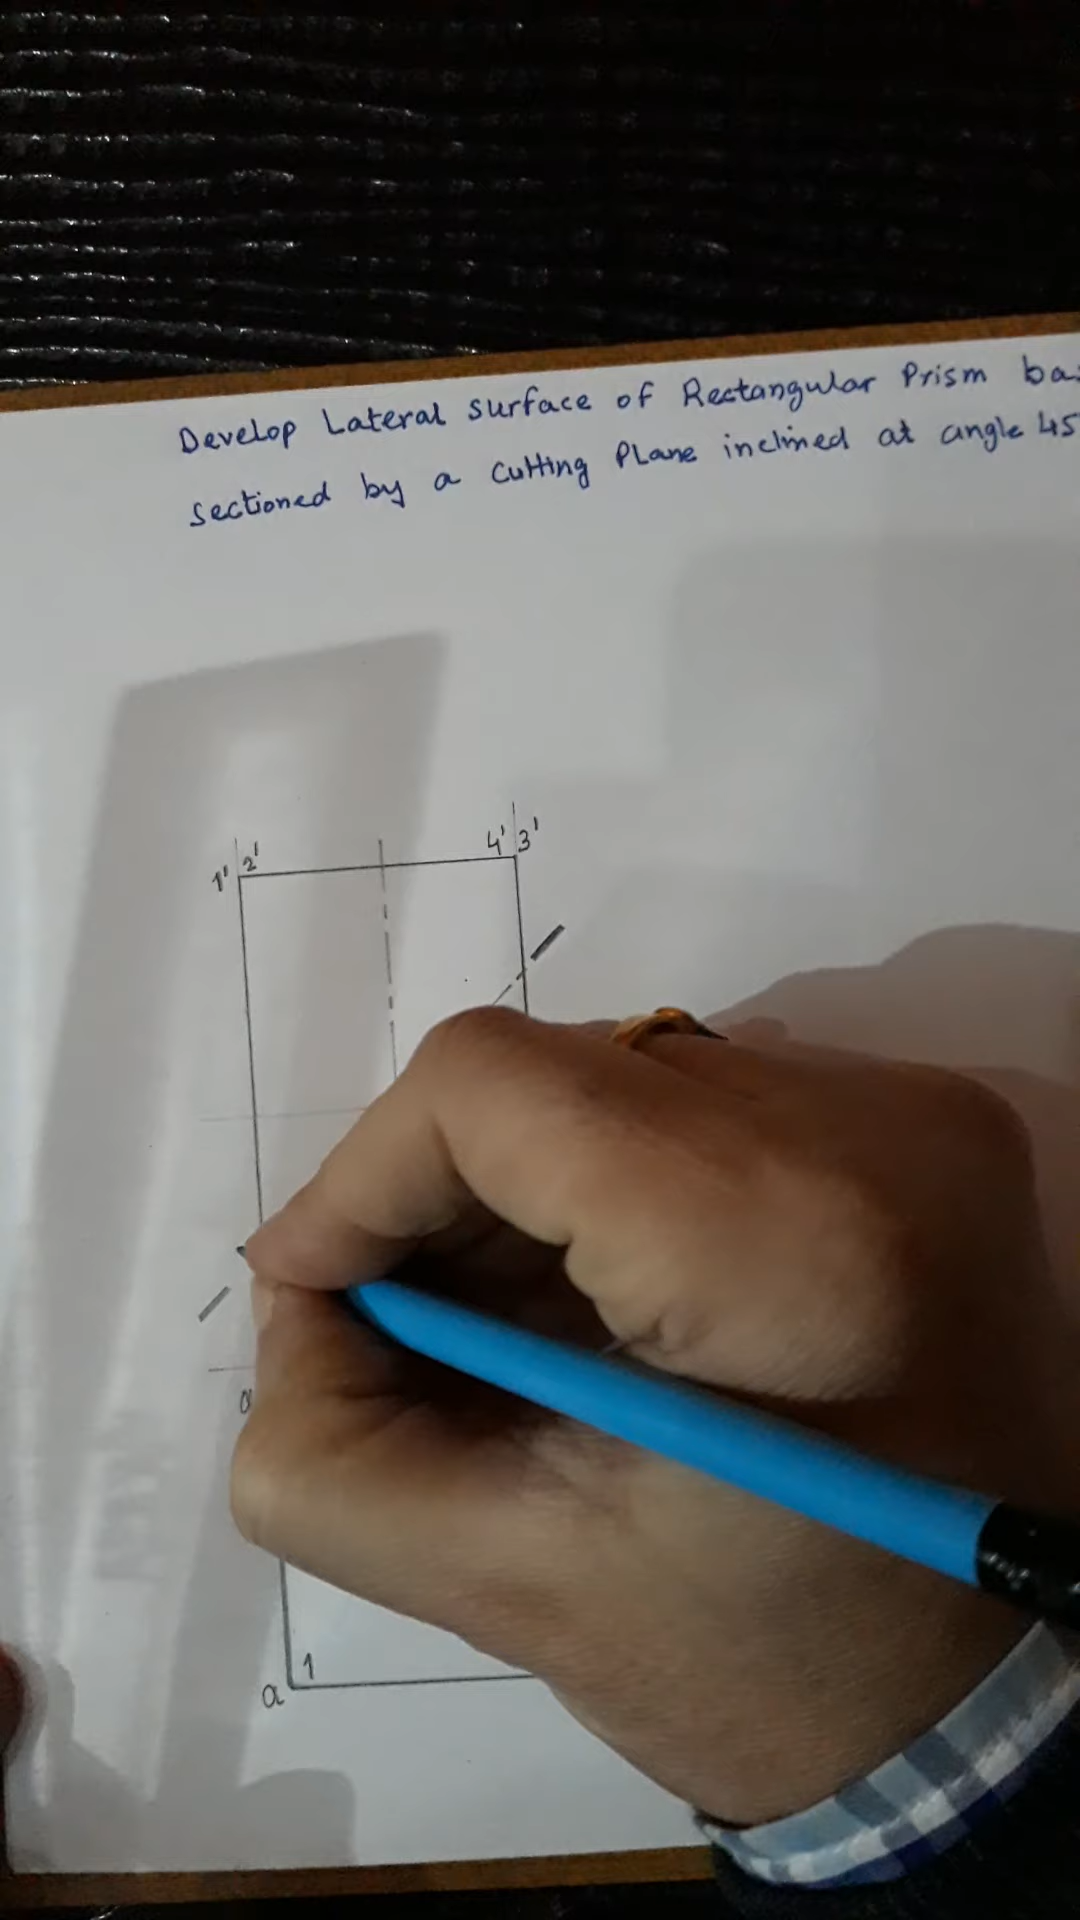 Develop Lateral surface of Rectangular Prism
sectioned by a cutting Plane inclined at angle 45
1' 2' 4' 3'
1
a